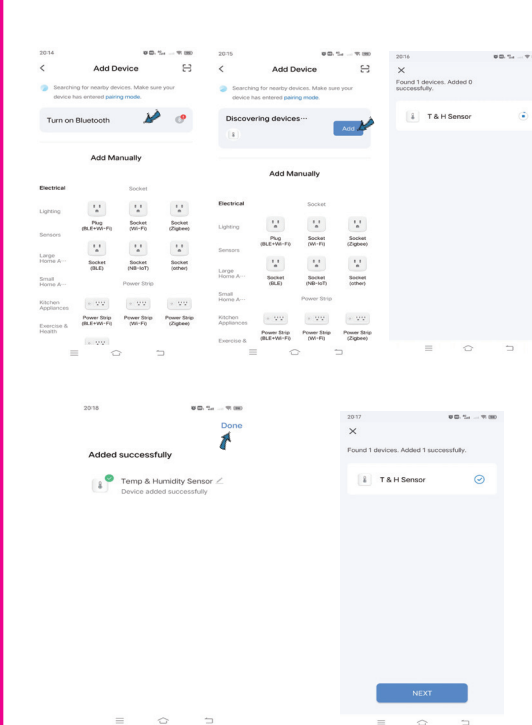 20:14
Add Device
Searching for nearby devices. Make sure your
device has entered pairing mode.
Turn on Bluetooth
Add Manually
Electrical
Socket
Lighting
Plug
(BLE+Wi-Fi)
Socket
(Wi-Fi)
Socket
(Zigbee)
Sensors
Large
Home A...
Socket
(BLE)
Socket
(NB-IoT)
Socket
(other)
Small
Home A...
Power Strip
Kitchen
Appliances
Power Strip
(BLE+Wi-Fi)
Power Strip
(Wi-Fi)
Power Strip
(Zigbee)
Exercise &
Health
20:15
Add Device
Searching for nearby devices. Make sure your
device has entered pairing mode.
Discovering devices...
Add
Add Manually
Electrical
Socket
Lighting
Plug
(BLE+Wi-Fi)
Socket
(Wi-Fi)
Socket
(Zigbee)
Sensors
Large
Home A...
Socket
(BLE)
Socket
(NB-IoT)
Socket
(other)
Small
Home A...
Power Strip
Kitchen
Appliances
Power Strip
(BLE+Wi-Fi)
Power Strip
(Wi-Fi)
Power Strip
(Zigbee)
Exercise &
20:16
Found 1 devices. Added 0
successfully.
T & H Sensor
20:18
Done
Added successfully
Temp & Humidity Sensor
Device added successfully
20:17
Found 1 devices. Added 1 successfully.
T & H Sensor
NEXT